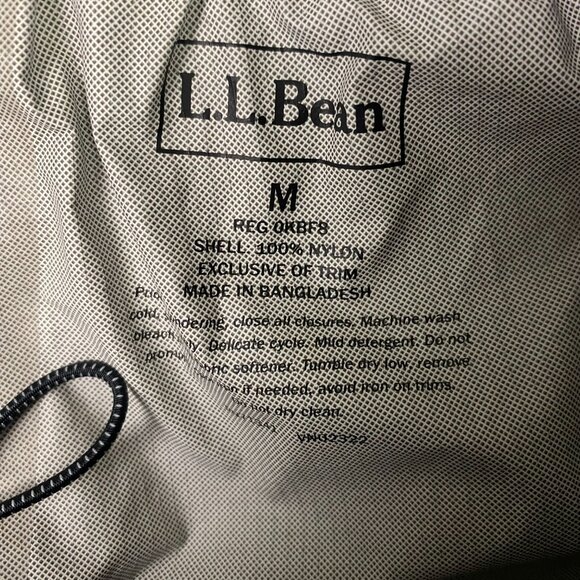 L.L.Bean
M
REG 0KBF8
SHELL 100% NYLON
EXCLUSIVE OF TRIM
MADE IN BANGLADESH
close all closures. Machine wash
cold, Delicate cycle. Mild detergent. Do not
bleach softener. Tumble dry low, remove
if needed, avoid iron on trims,
not dry clean.